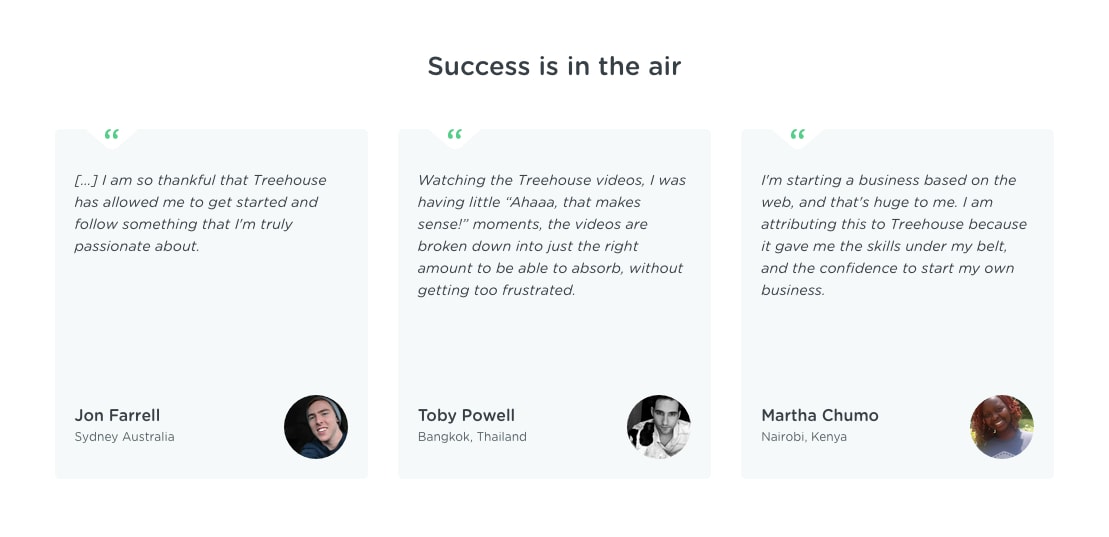 Success is in the air
“
[...] I am so thankful that Treehouse
has allowed me to get started and
follow something that I'm truly
passionate about.
Jon Farrell
Sydney Australia
“
Watching the Treehouse videos, I was
having little “Ahaaa, that makes
sense!” moments, the videos are
broken down into just the right
amount to be able to absorb, without
getting too frustrated.
Toby Powell
Bangkok, Thailand
“
I'm starting a business based on the
web, and that's huge to me. I am
attributing this to Treehouse because
it gave me the skills under my belt,
and the confidence to start my own
business.
Martha Chumo
Nairobi, Kenya